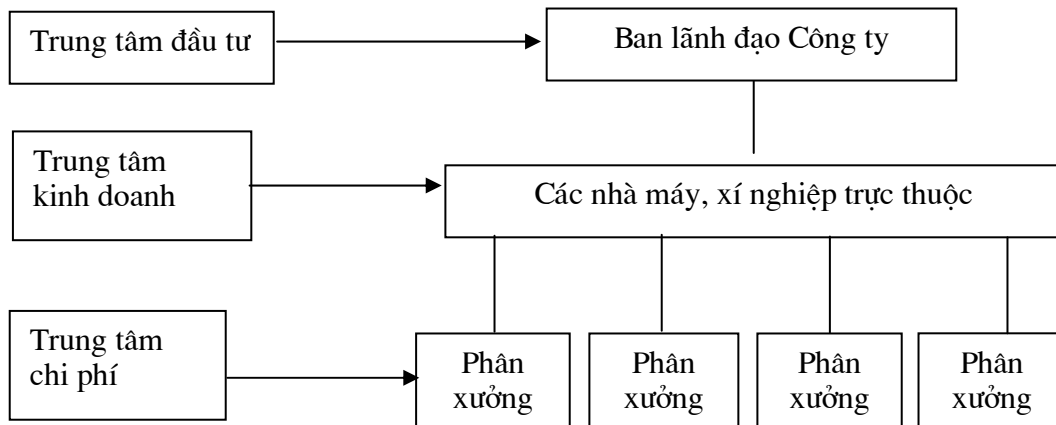 Trung tâm đầu tư
Ban lãnh đạo Công ty
Trung tâm
kinh doanh
Các nhà máy, xí nghiệp trực thuộc
Trung tâm
chi phí
Phân
xưởng
Phân
xưởng
Phân
xưởng
Phân
xưởng